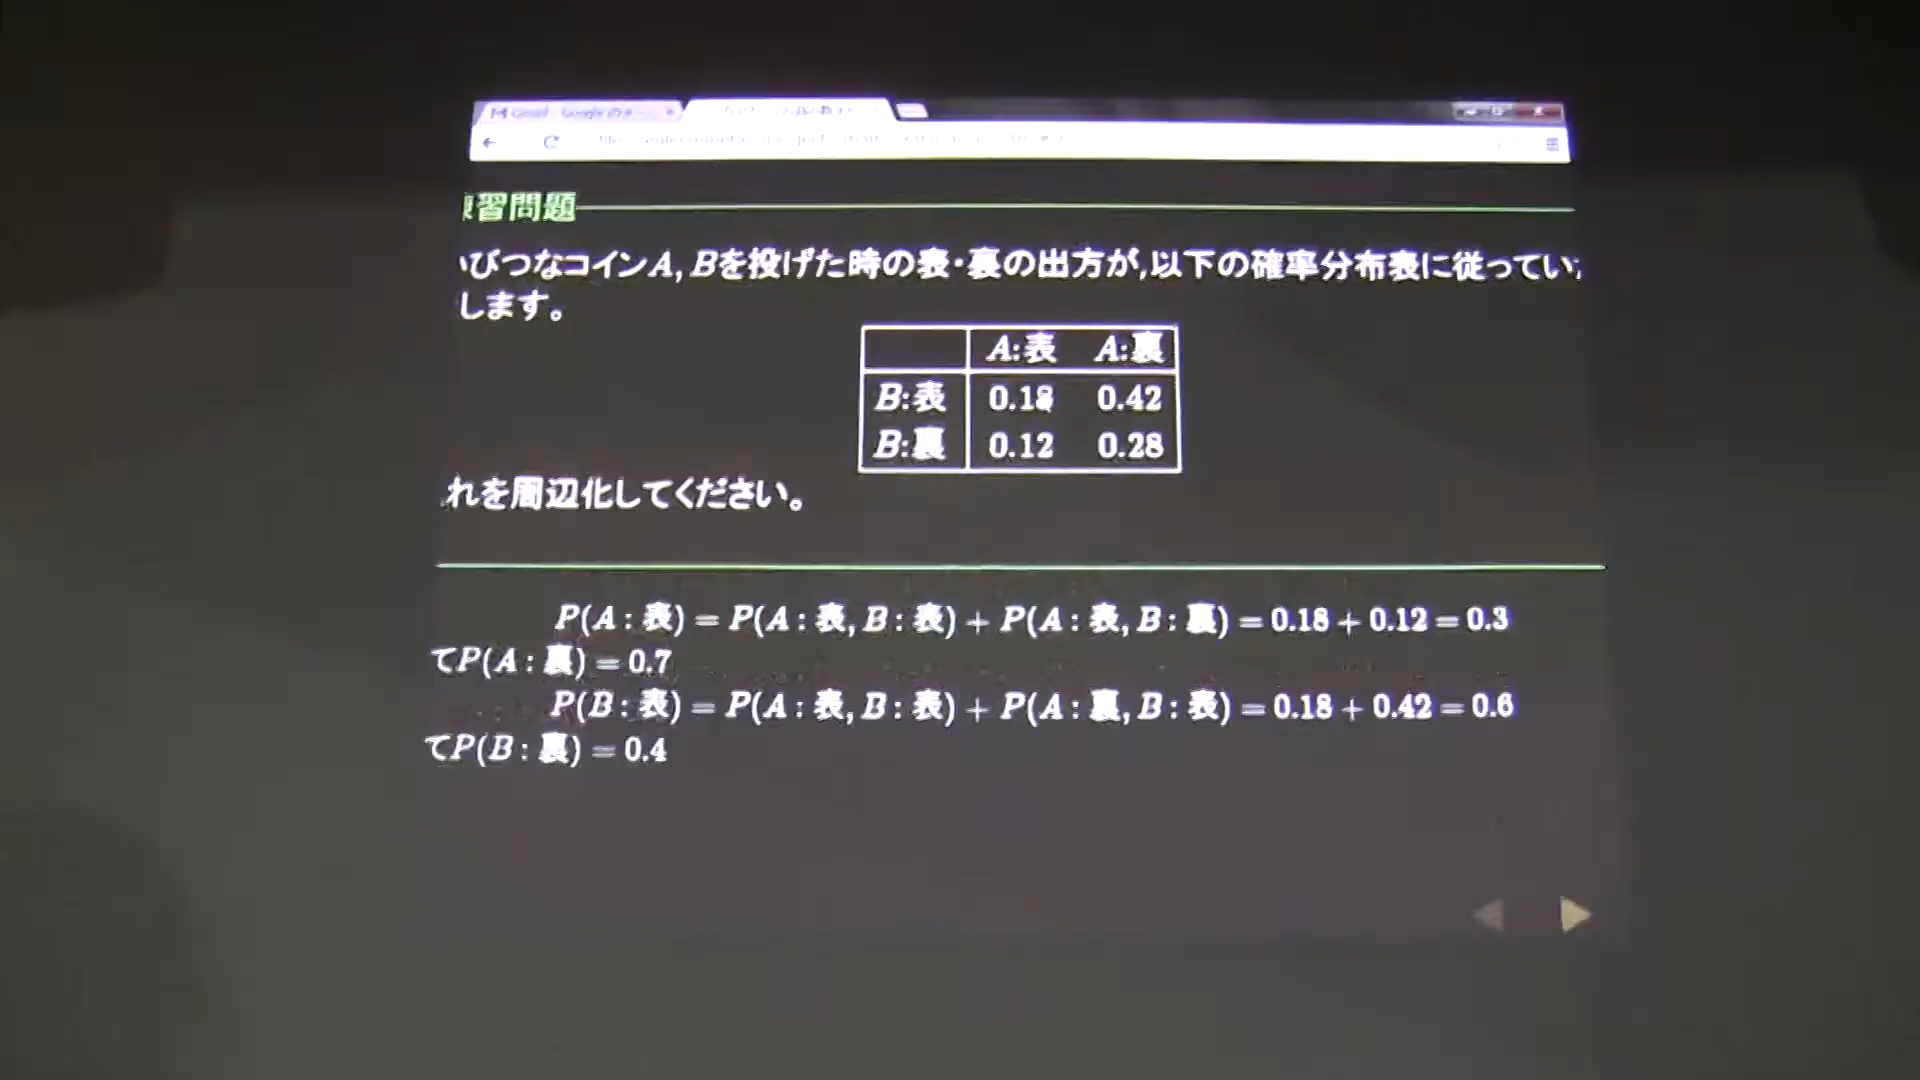 Gmail - Google
習問題
びつなコインA, Bを投げた時の表・裏の出方が,以下の確率分布表に従ってい
します。
A:表 A:裏
B:表 0.18 0.42
B:裏 0.12 0.28
れを周辺化してください。
P(A : 表) = P(A : 表, B : 表) + P(A : 表, B : 裏) = 0.18 + 0.12 = 0.3
てP(A : 裏) = 0.7
P(B : 表) = P(A : 表, B : 表) + P(A : 裏, B : 表) = 0.18 + 0.42 = 0.6
てP(B : 裏) = 0.4